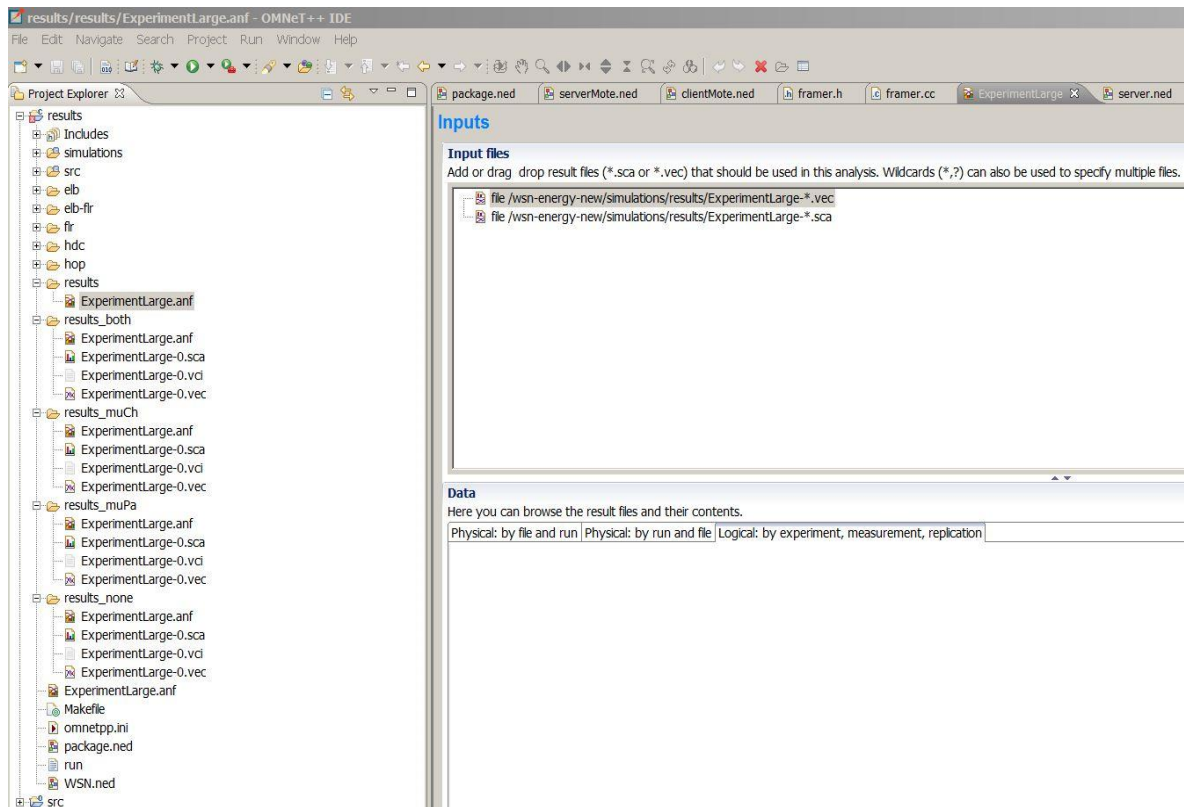 results/results/ExperimentLarge.anf - OMNeT++ IDE
File Edit Navigate Search Project Run Window Help
Project Explorer
results
Includes
simulations
src
elb
elb-flr
flr
hdc
hop
results
ExperimentLarge.anf
results_both
ExperimentLarge.anf
ExperimentLarge-0.sca
ExperimentLarge-0.vci
ExperimentLarge-0.vec
results_muCh
ExperimentLarge.anf
ExperimentLarge-0.sca
ExperimentLarge-0.vci
ExperimentLarge-0.vec
results_muPa
ExperimentLarge.anf
ExperimentLarge-0.sca
ExperimentLarge-0.vci
ExperimentLarge-0.vec
results_none
ExperimentLarge.anf
ExperimentLarge-0.sca
ExperimentLarge-0.vci
ExperimentLarge-0.vec
ExperimentLarge.anf
Makefile
omnetpp.ini
package.ned
run
WSN.ned
src
package.ned serverMote.ned clientMote.ned framer.h framer.cc ExperimentLarge server.ned
Inputs
Input files
Add or drag drop result files (*.sca or *.vec) that should be used in this analysis. Wildcards (*,?) can also be used to specify multiple files.
file /wsn-energy-new/simulations/results/ExperimentLarge-*.vec
file /wsn-energy-new/simulations/results/ExperimentLarge-*.sca
Data
Here you can browse the result files and their contents.
Physical: by file and run Physical: by run and file Logical: by experiment, measurement, replication